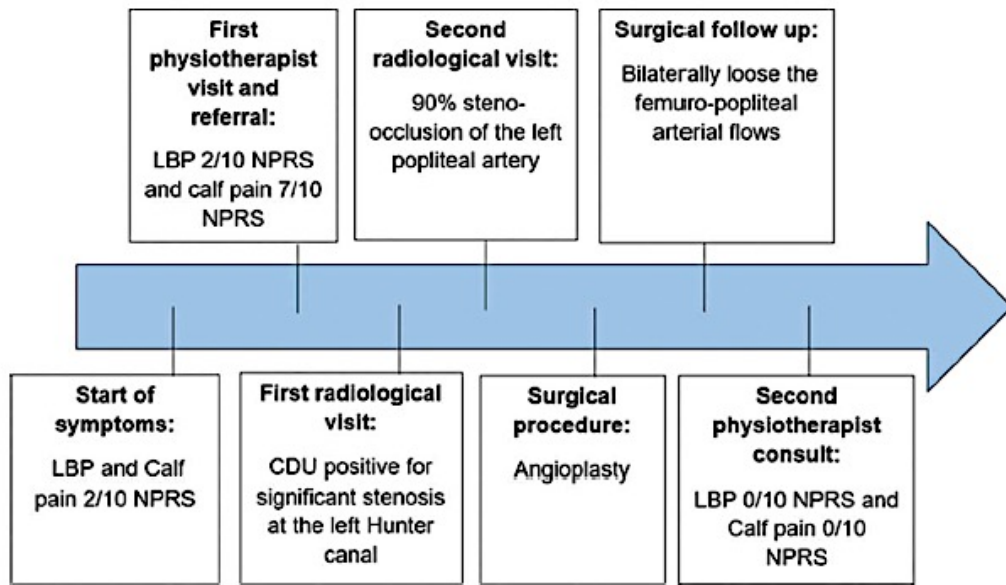 First
physiotherapist
visit and
referral:
LBP 2/10 NPRS
and calf pain 7/10
NPRS
Second
radiological visit:
90% steno-
occlusion of the left
popliteal artery
Surgical follow up:
Bilaterally loose the
femuro-popliteal
arterial flows
Start of
symptoms:
LBP and Calf
pain 2/10 NPRS
First radiological
visit:
CDU positive for
significant stenosis
at the left Hunter
canal
Surgical
procedure:
Angioplasty
Second
physiotherapist
consult:
LBP 0/10 NPRS and
Calf pain 0/10
NPRS